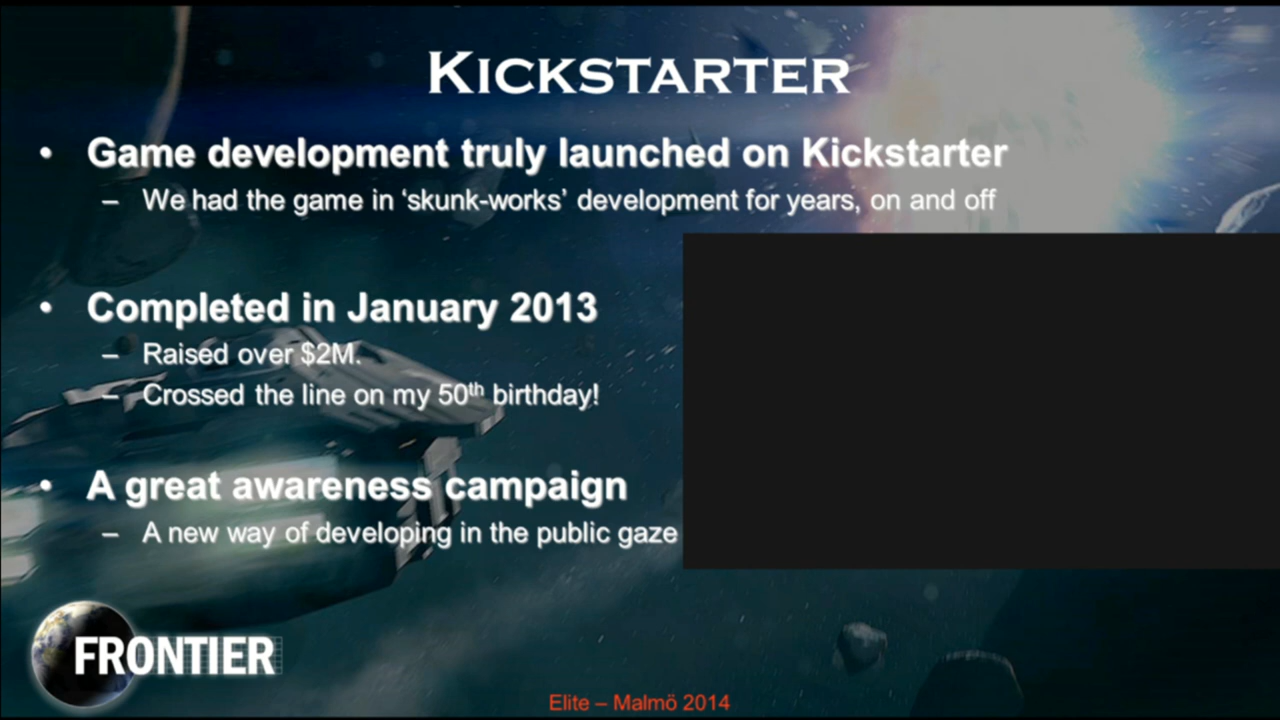 KICKSTARTER
• Game development truly launched on Kickstarter
– We had the game in ‘skunk-works’ development for years, on and off
• Completed in January 2013
– Raised over $2M.
– Crossed the line on my 50th birthday!
• A great awareness campaign
– A new way of developing in the public gaze
FRONTIER
Elite – Malmö 2014